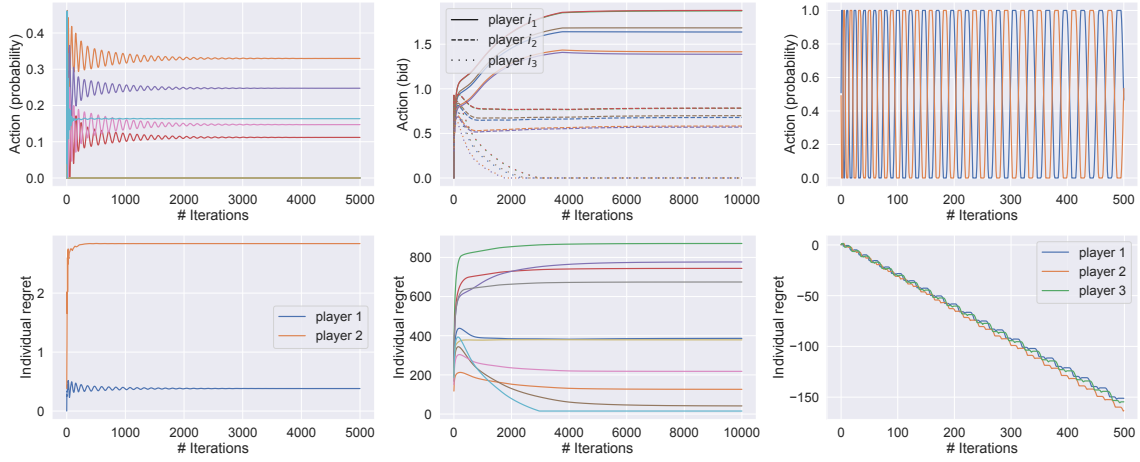 Action (probability)
0.4
0.3
0.2
0.1
0.0
0 1000 2000 3000 4000 5000
# Iterations
Action (bid)
1.5
1.0
0.5
0.0
player i1
player i2
player i3
0 2000 4000 6000 8000 10000
# Iterations
Action (probability)
1.0
0.8
0.6
0.4
0.2
0.0
0 100 200 300 400 500
# Iterations
Individual regret
2
1
0
player 1
player 2
0 1000 2000 3000 4000 5000
# Iterations
Individual regret
800
600
400
200
0
0 2000 4000 6000 8000 10000
# Iterations
Individual regret
0
−50
−100
−150
player 1
player 2
player 3
0 100 200 300 400 500
# Iterations